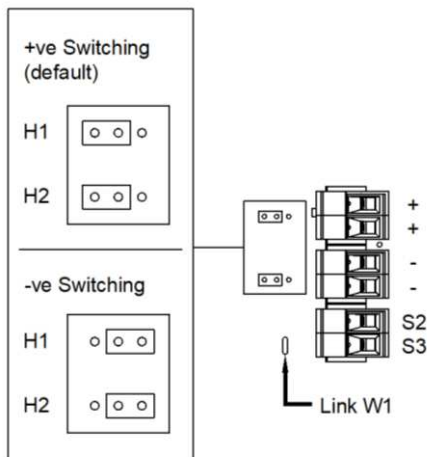 +ve Switching
(default)
H1
H2
-ve Switching
H1
H2
+
+
-
-
S2
S3
Link W1